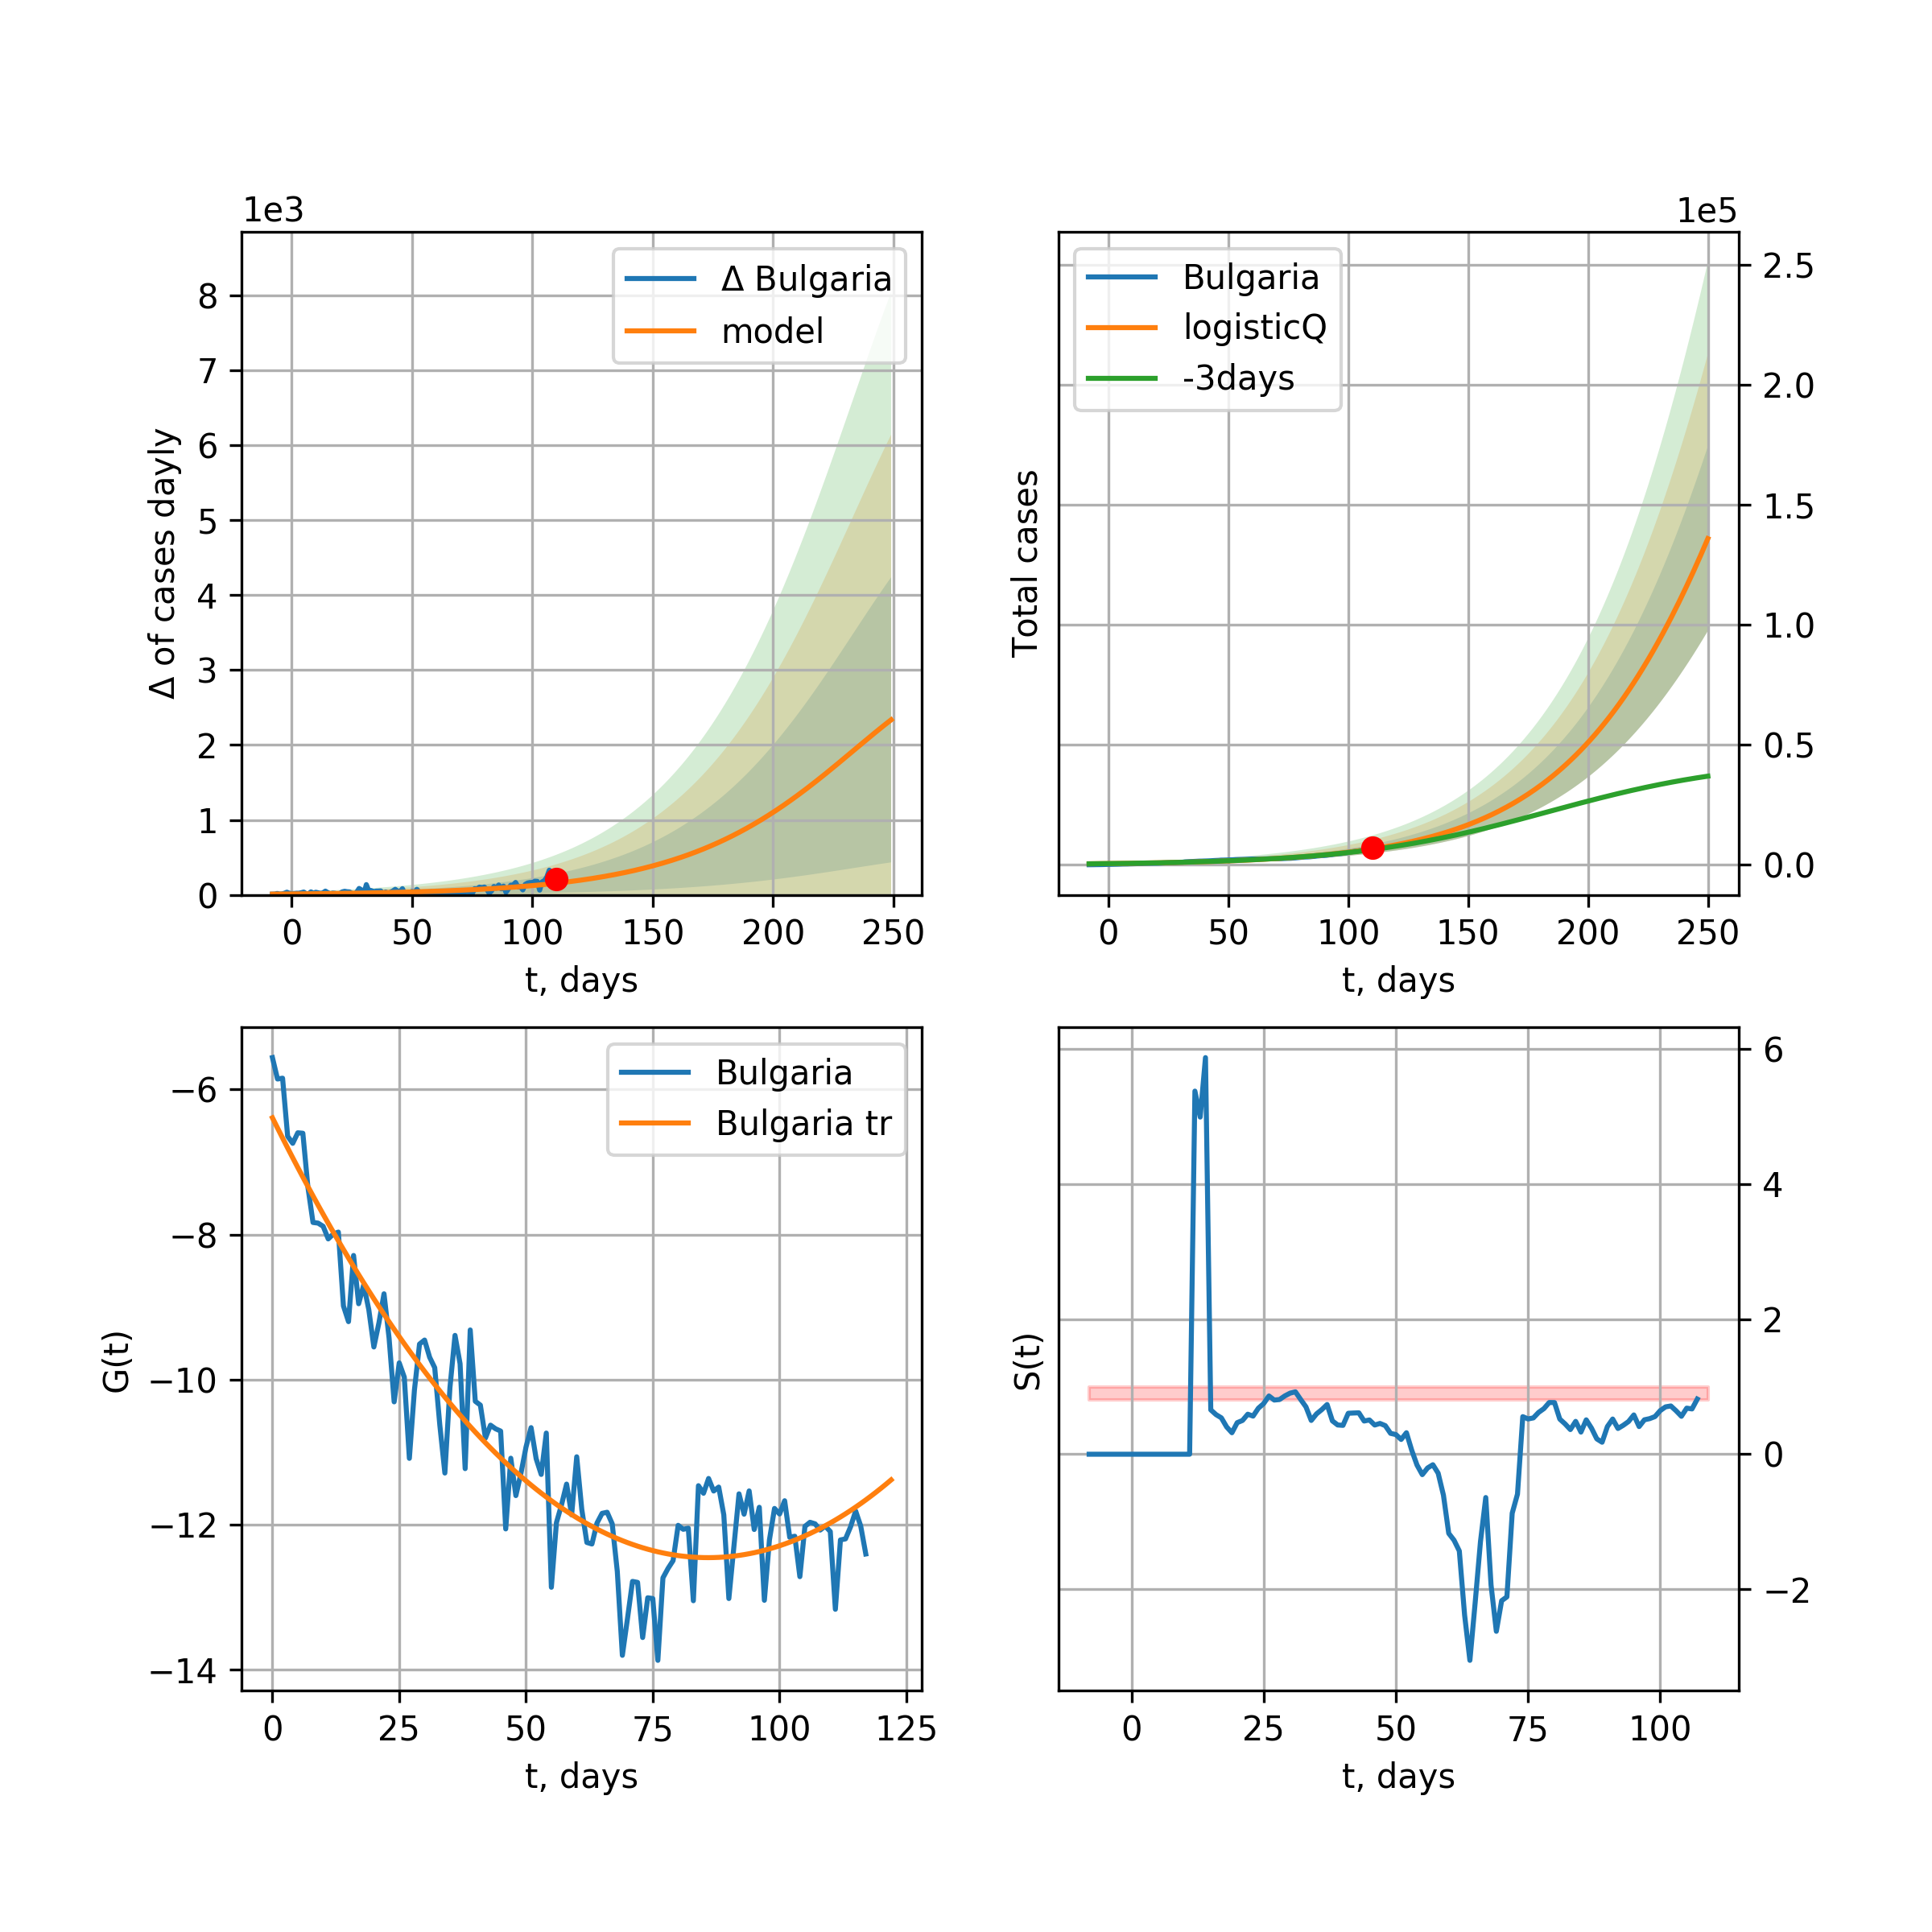 1e3
Δ of cases dayly
8
7
6
5
4
3
2
1
0
0 50 100 150 200 250
t, days
Δ Bulgaria
model
1e5
Total cases
2.5
2.0
1.5
1.0
0.5
0.0
0 50 100 150 200 250
t, days
Bulgaria
logisticQ
-3days
G(t)
−6
−8
−10
−12
−14
0 25 50 75 100 125
t, days
Bulgaria
Bulgaria tr
S(t)
6
4
2
0
−2
0 25 50 75 100
t, days